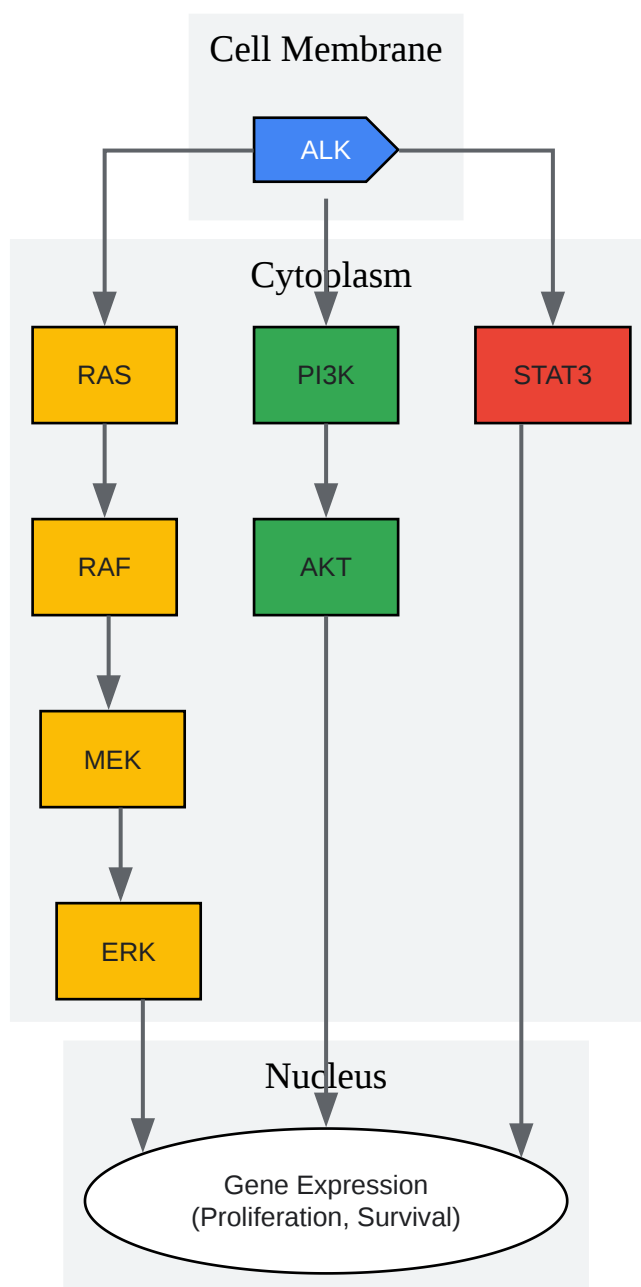 Cell Membrane
ALK
Cytoplasm
RAS
PI3K
STAT3
RAF
AKT
MEK
ERK
Nucleus
Gene Expression
(Proliferation, Survival)